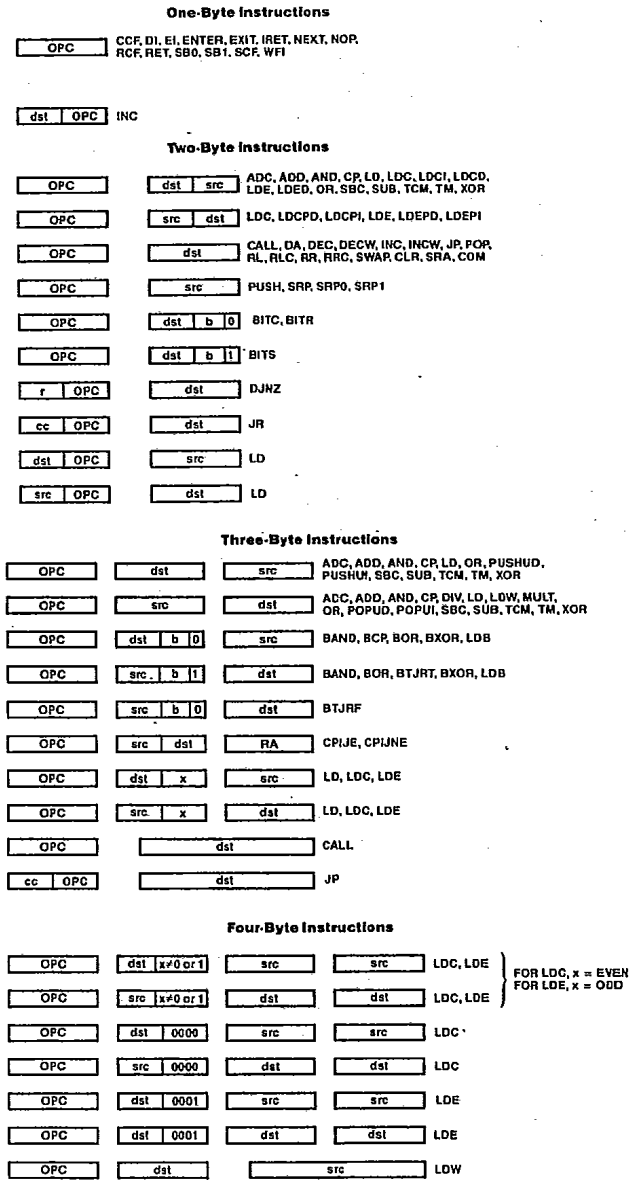 One-Byte Instructions
OPC CCF, DI, EI, ENTER, EXIT, IRET, NEXT, NOP,
RCF, RET, SB0, SB1, SCF, WFI
dst OPC INC
Two-Byte Instructions
OPC dst src ADC, ADD, AND, CP, LD, LDC, LDCI, LDCD,
LDE, LDED, OR, SBC, SUB, TCM, TM, XOR
OPC src dst LDC, LDCPD, LDCPI, LDE, LDEPD, LDEPI
OPC dst CALL, DA, DEC, DECW, INC, INCW, JP, POP,
RL, RLC, RR, RRC, SWAP, CLR, SRA, COM
OPC src PUSH, SRP, SRP0, SRP1
OPC dst b 0 BITC, BITR
OPC dst b 1 BITS
r OPC dst DJNZ
cc OPC dst JR
dst OPC src LD
src OPC dst LD
Three-Byte Instructions
OPC dst src ADC, ADD, AND, CP, LD, OR, PUSHUD,
PUSHUI, SBC, SUB, TCM, TM, XOR
OPC src dst ADC, ADD, AND, CP, DIV, LD, LDW, MULT,
OR, POPUD, POPUI, SBC, SUB, TCM, TM, XOR
OPC dst b 0 src BAND, BCP, BOR, BXOR, LDB
OPC src b 1 dst BAND, BOR, BTJRT, BXOR, LDB
OPC src b 0 dst BTJRF
OPC src dst RA CPIJE, CPIJNE
OPC dst x src LD, LDC, LDE
OPC src x dst LD, LDC, LDE
OPC dst CALL
cc OPC dst JP
Four-Byte Instructions
OPC dst x≠0 or 1 src src LDC, LDE
FOR LDC, x = EVEN
FOR LDE, x = ODD
OPC src x≠0 or 1 dst dst LDC, LDE
OPC dst 0000 src src LDC
OPC src 0000 dst dst LDC
OPC dst 0001 src src LDE
OPC dst 0001 dst dst LDE
OPC dst src LDW